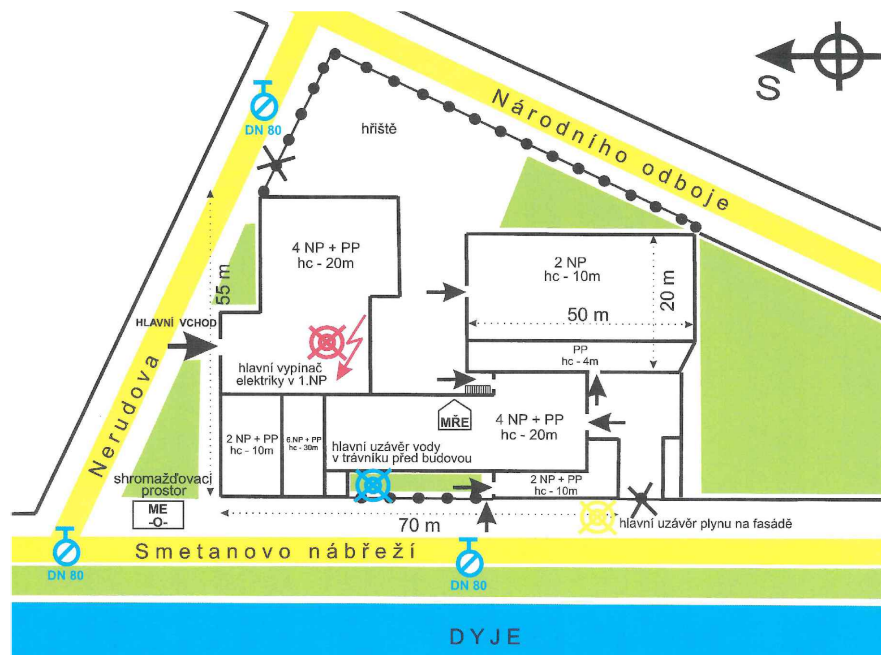 S
Národního odboje
DN 80
hřiště
4 NP + PP
hc - 20m
55 m
2 NP
hc - 10m
20 m
50 m
HLAVNÍ VCHOD
PP
hc - 4m
hlavní vypínač
elektriky v 1.NP
Nerudova
MŘE
4 NP + PP
hc - 20m
2 NP + PP
hc - 10m
6.NP + PP
hc - 30m
hlavní uzávěr vody
v trávníku před budovou
2 NP + PP
hc - 10m
shromažďovací
prostor
ME
-O-
70 m
hlavní uzávěr plynu na fasádě
Smetanovo nábřeží
DN 80
DN 80
DYJE